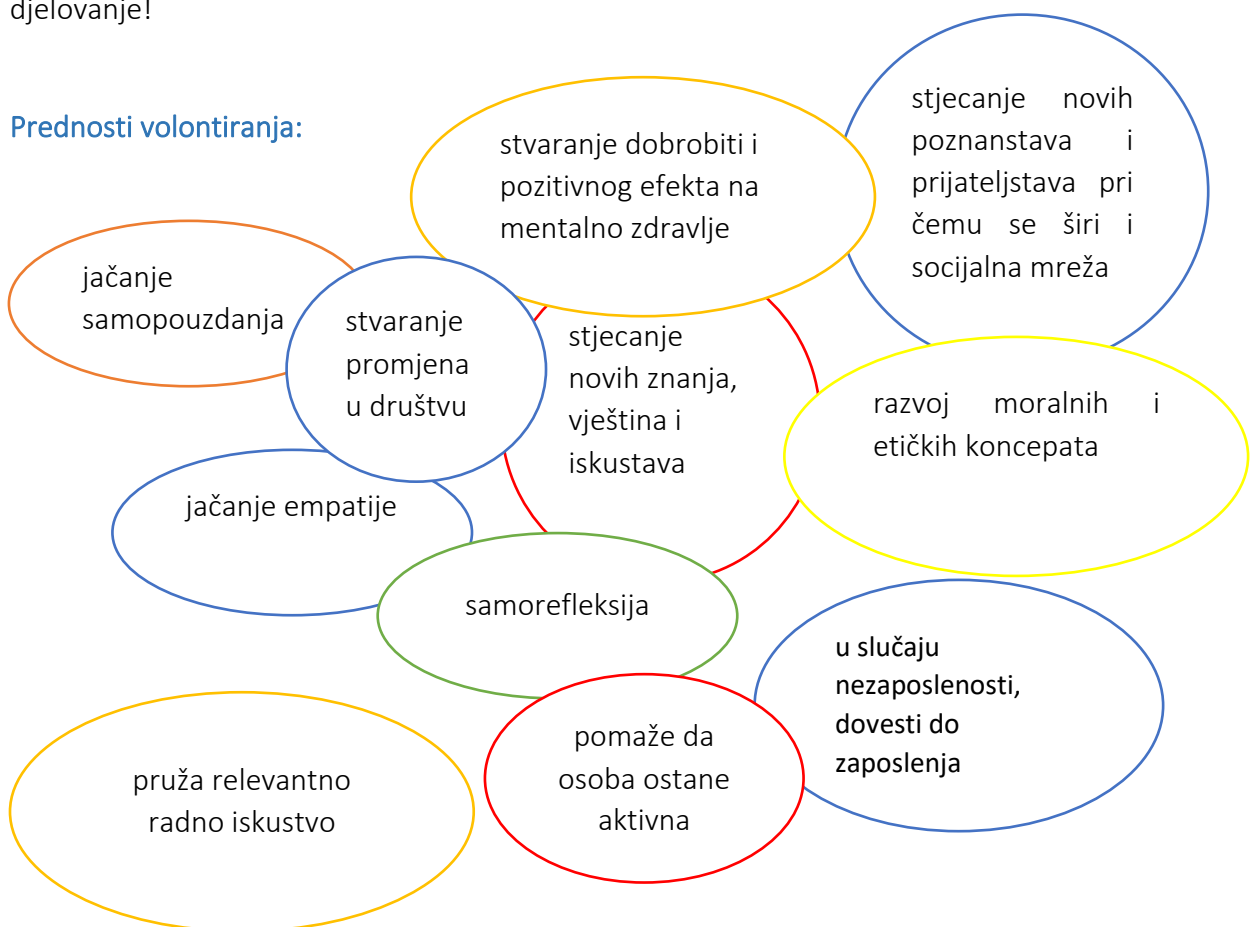 djelovanje!
Prednosti volontiranja:
stvaranje dobrobiti i
pozitivnog efekta na
mentalno zdravlje
stjecanje novih
poznanstava i
prijateljstava pri
čemu se širi i
socijalna mreža
jačanje
samopouzdanja
stvaranje
promjena
u društvu
stjecanje
novih znanja,
vještina i
iskustava
razvoj moralnih i
etičkih koncepata
jačanje empatije
samorefleksija
u slučaju
nezaposlenosti,
dovesti do
zaposlenja
pomaže da
osoba ostane
aktivna
pruža relevantno
radno iskustvo